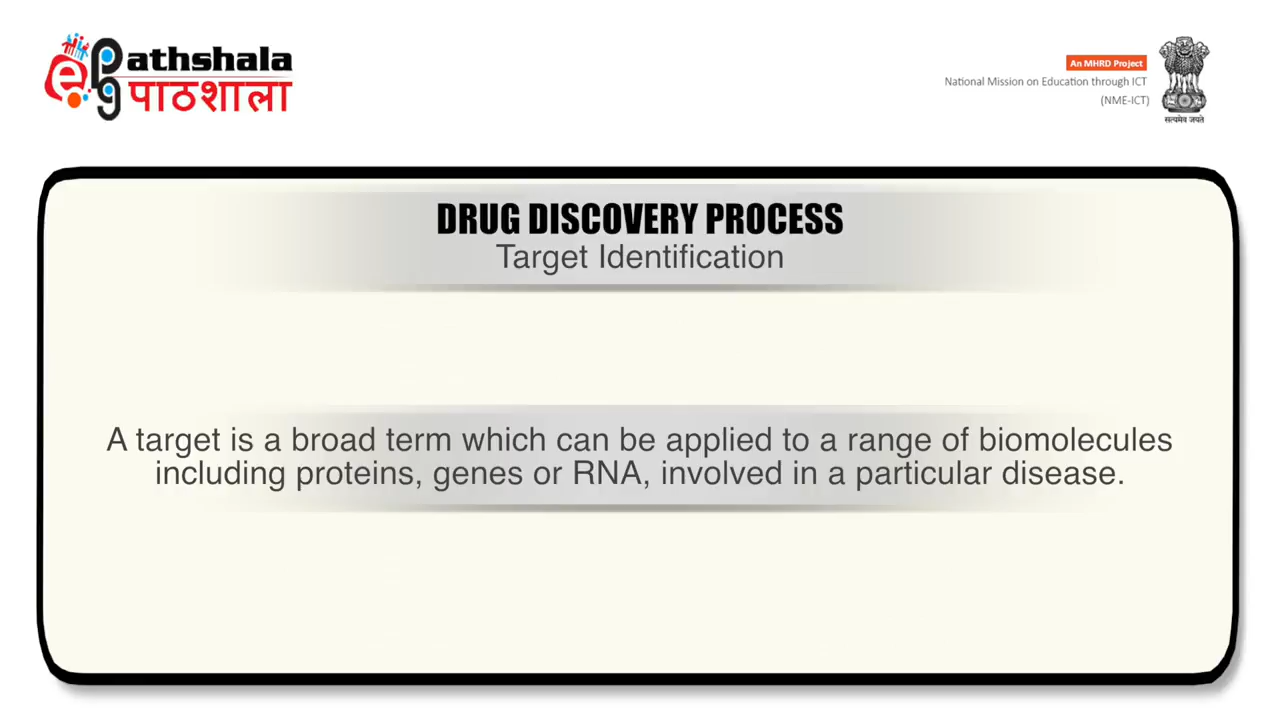 ePathshala
pg पाठशाला
An MHRD Project
National Mission on Education through ICT
(NME-ICT)
सत्यमेव जयते
DRUG DISCOVERY PROCESS
Target Identification
A target is a broad term which can be applied to a range of biomolecules
including proteins, genes or RNA, involved in a particular disease.